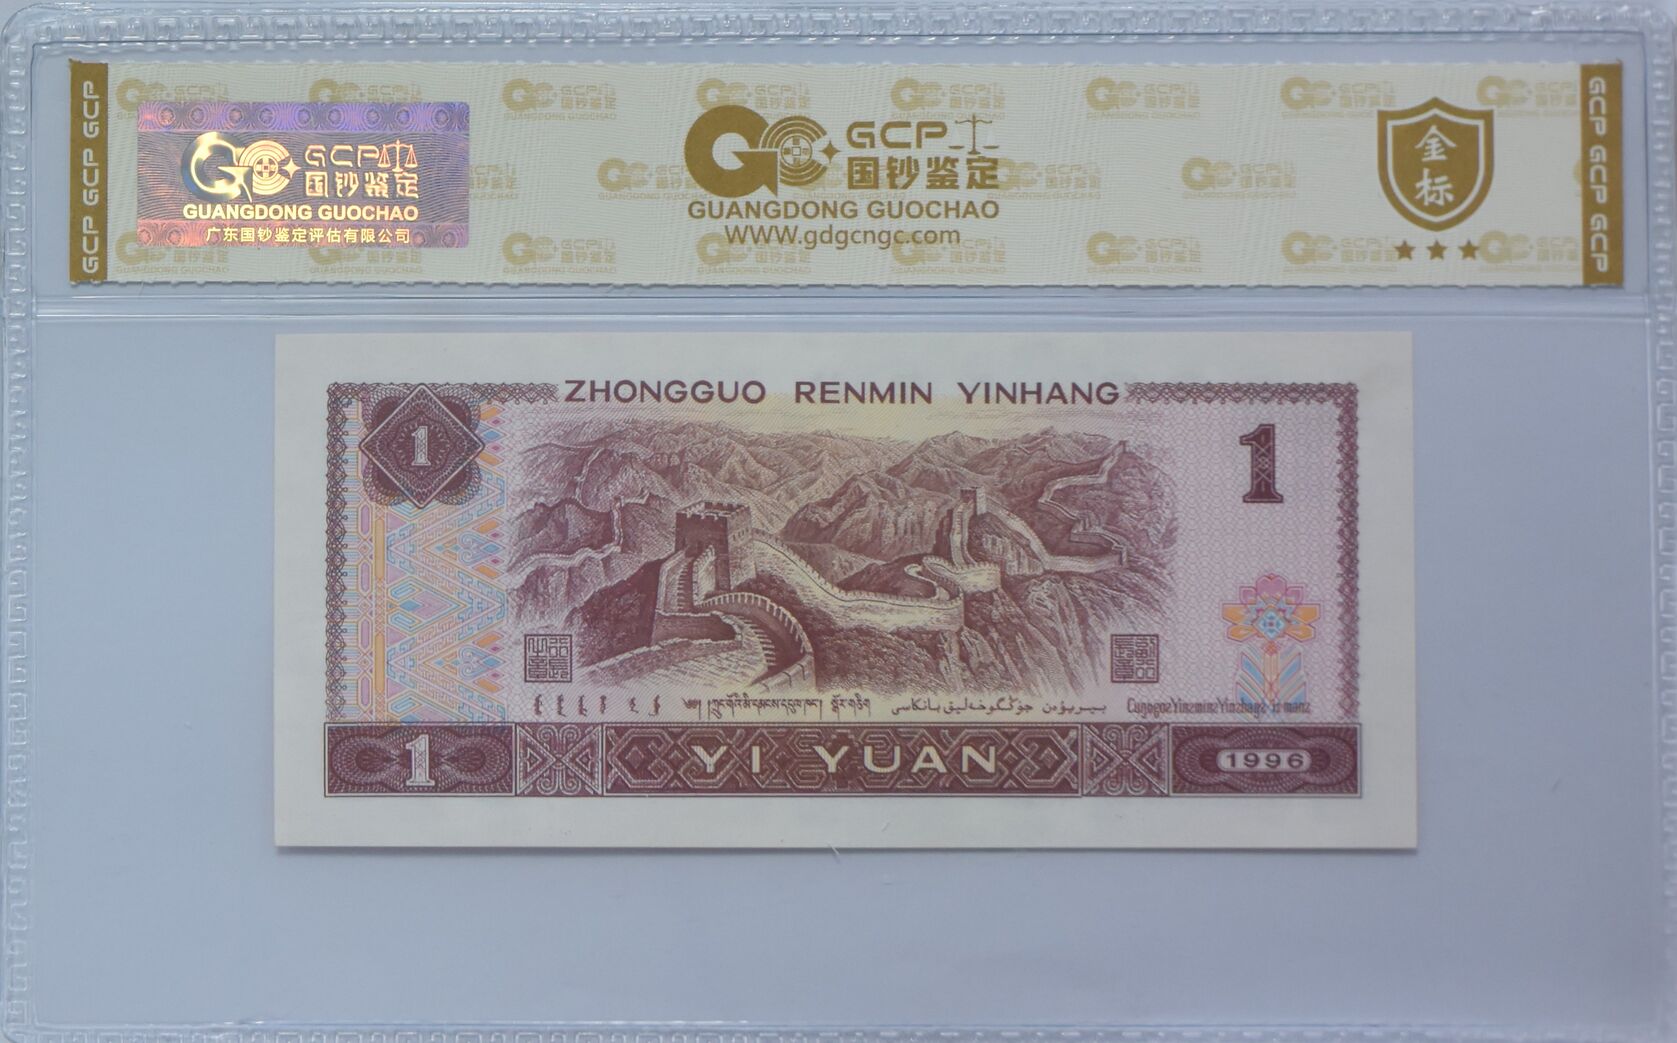 GCP GCP GCP
GCP
国钞鉴定
GUANGDONG GUOCHAO
广东国钞鉴定评估有限公司
GCP
国钞鉴定
GUANGDONG GUOCHAO
WWW.gdgcngc.com
金标
GCP GCP GCP
ZHONGGUO RENMIN YINHANG
1
1
1 YI YUAN 1996